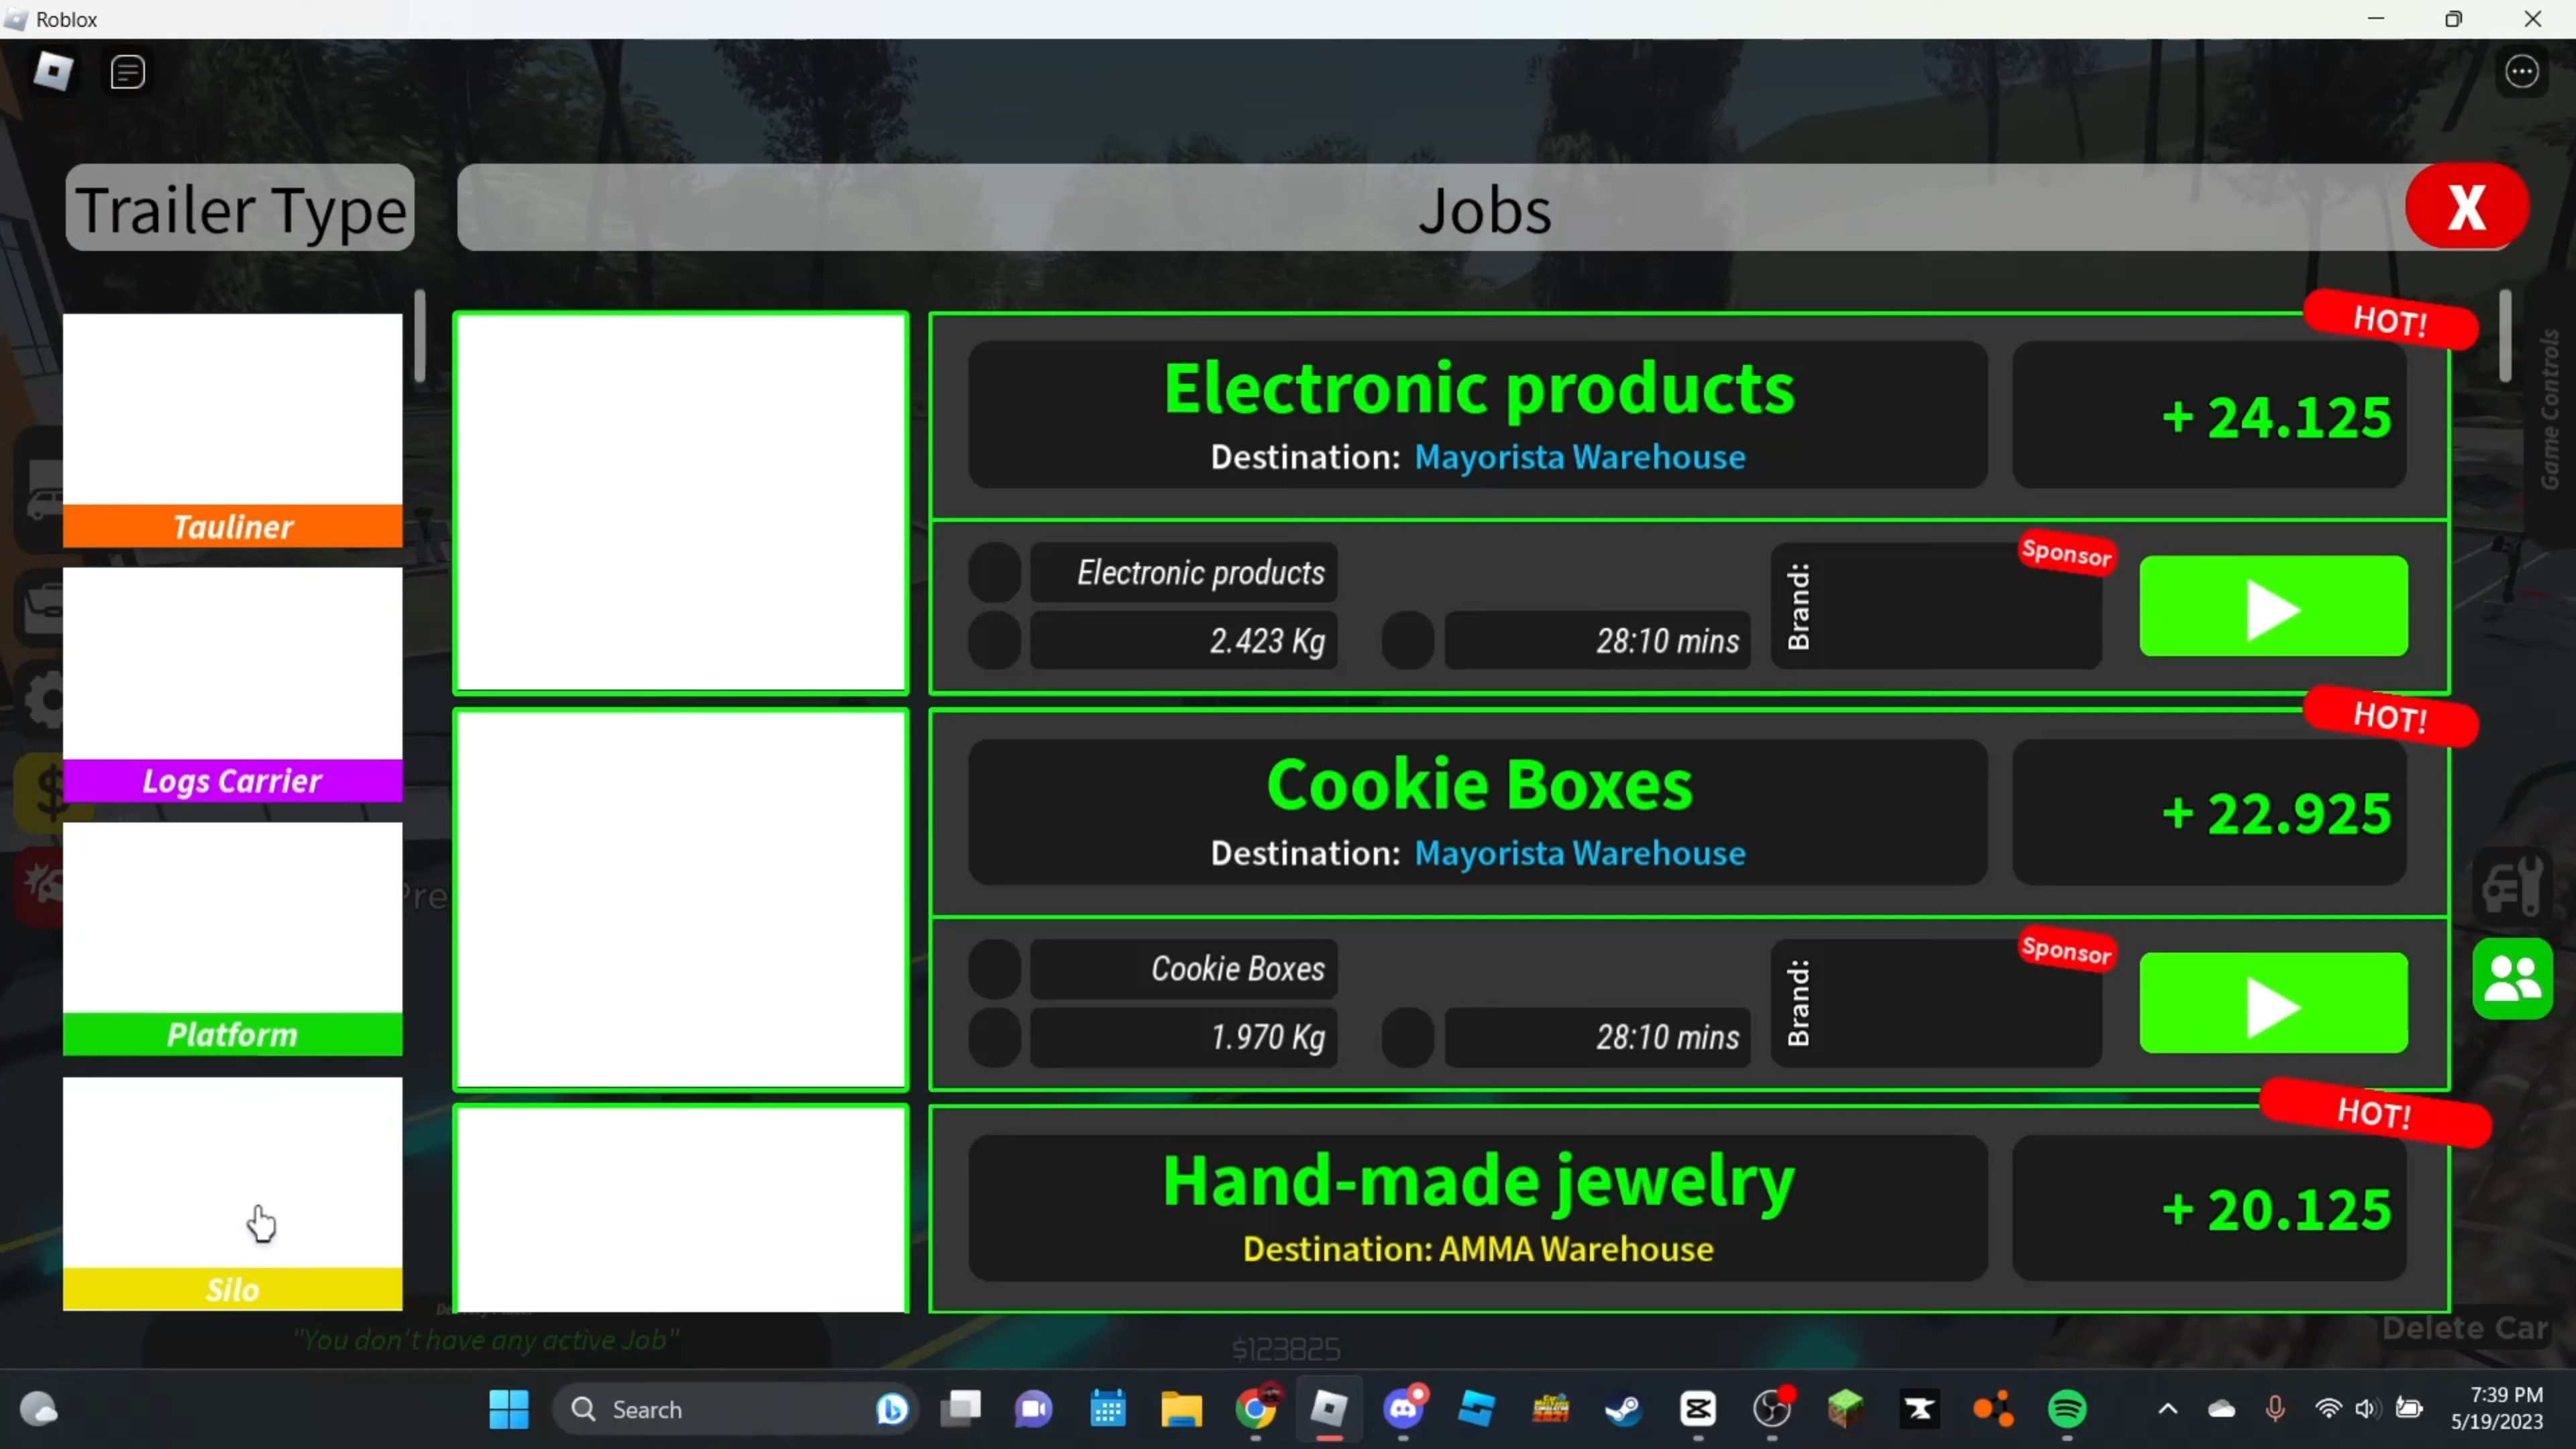 Roblox
Trailer Type
Jobs
X
HOT!
Electronic products
+ 24.125
Destination: Mayorista Warehouse
Game Controls
Tauliner
Electronic products
Sponsor
Brand:
2.423 Kg
28:10 mins
HOT!
Logs Carrier
Cookie Boxes
+ 22.925
Destination: Mayorista Warehouse
Pre
Platform
Cookie Boxes
Sponsor
Brand:
1.970 Kg
28:10 mins
HOT!
Hand-made jewelry
+ 20.125
Destination: AMMA Warehouse
Silo
"You don't have any active Job"
$123825
Delete Car
Search
7:39 PM
5/19/2023